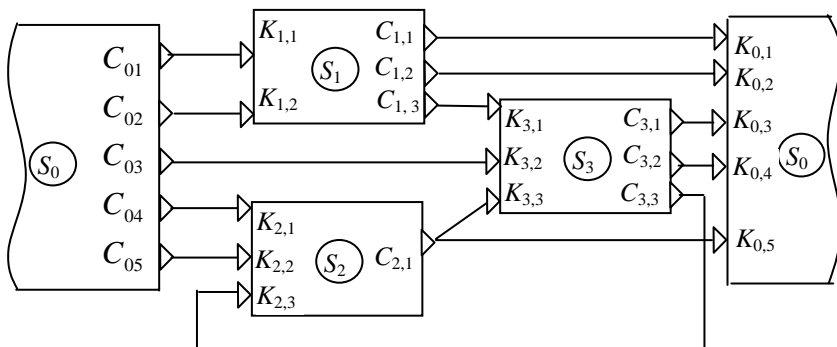 C₀₁
C₀₂
C₀₃
C₀₄
C₀₅
S₀
K₁,₁
K₁,₂
S₁
C₁,₁
C₁,₂
C₁,₃
K₂,₁
K₂,₂
K₂,₃
S₂
C₂,₁
K₃,₁
K₃,₂
K₃,₃
S₃
C₃,₁
C₃,₂
C₃,₃
K₀,₁
K₀,₂
K₀,₃
K₀,₄
K₀,₅
S₀